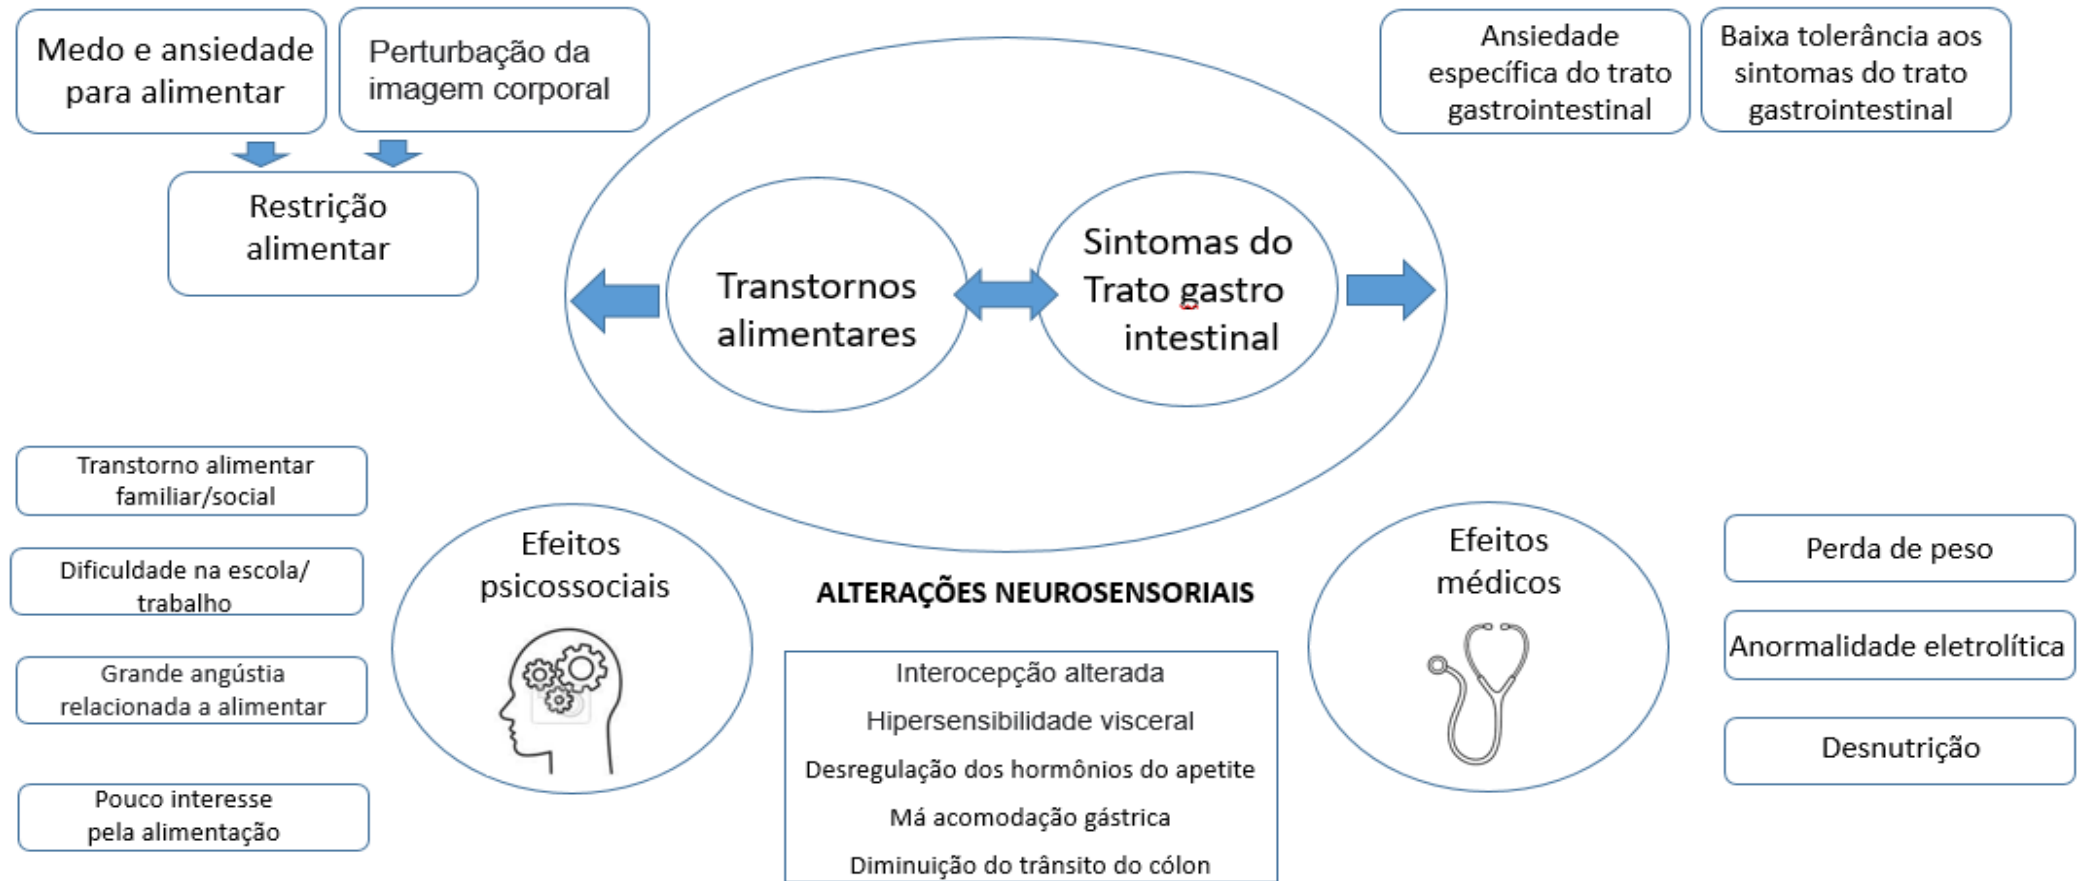 Medo e ansiedade
para alimentar
Perturbação da
imagem corporal
Restrição
alimentar
Ansiedade
específica do trato
gastrointestinal
Baixa tolerância aos
sintomas do trato
gastrointestinal
Transtornos
alimentares
Sintomas do
Trato gastro
intestinal
Transtorno alimentar
familiar/social
Dificuldade na escola/
trabalho
Grande angústia
relacionada a alimentar
Pouco interesse
pela alimentação
Efeitos
psicossociais
ALTERAÇÕES NEUROSENSORIAIS
Interocepção alterada
Hipersensibilidade visceral
Desregulação dos hormônios do apetite
Má acomodação gástrica
Diminuição do trânsito do cólon
Efeitos
médicos
Perda de peso
Anormalidade eletrolítica
Desnutrição